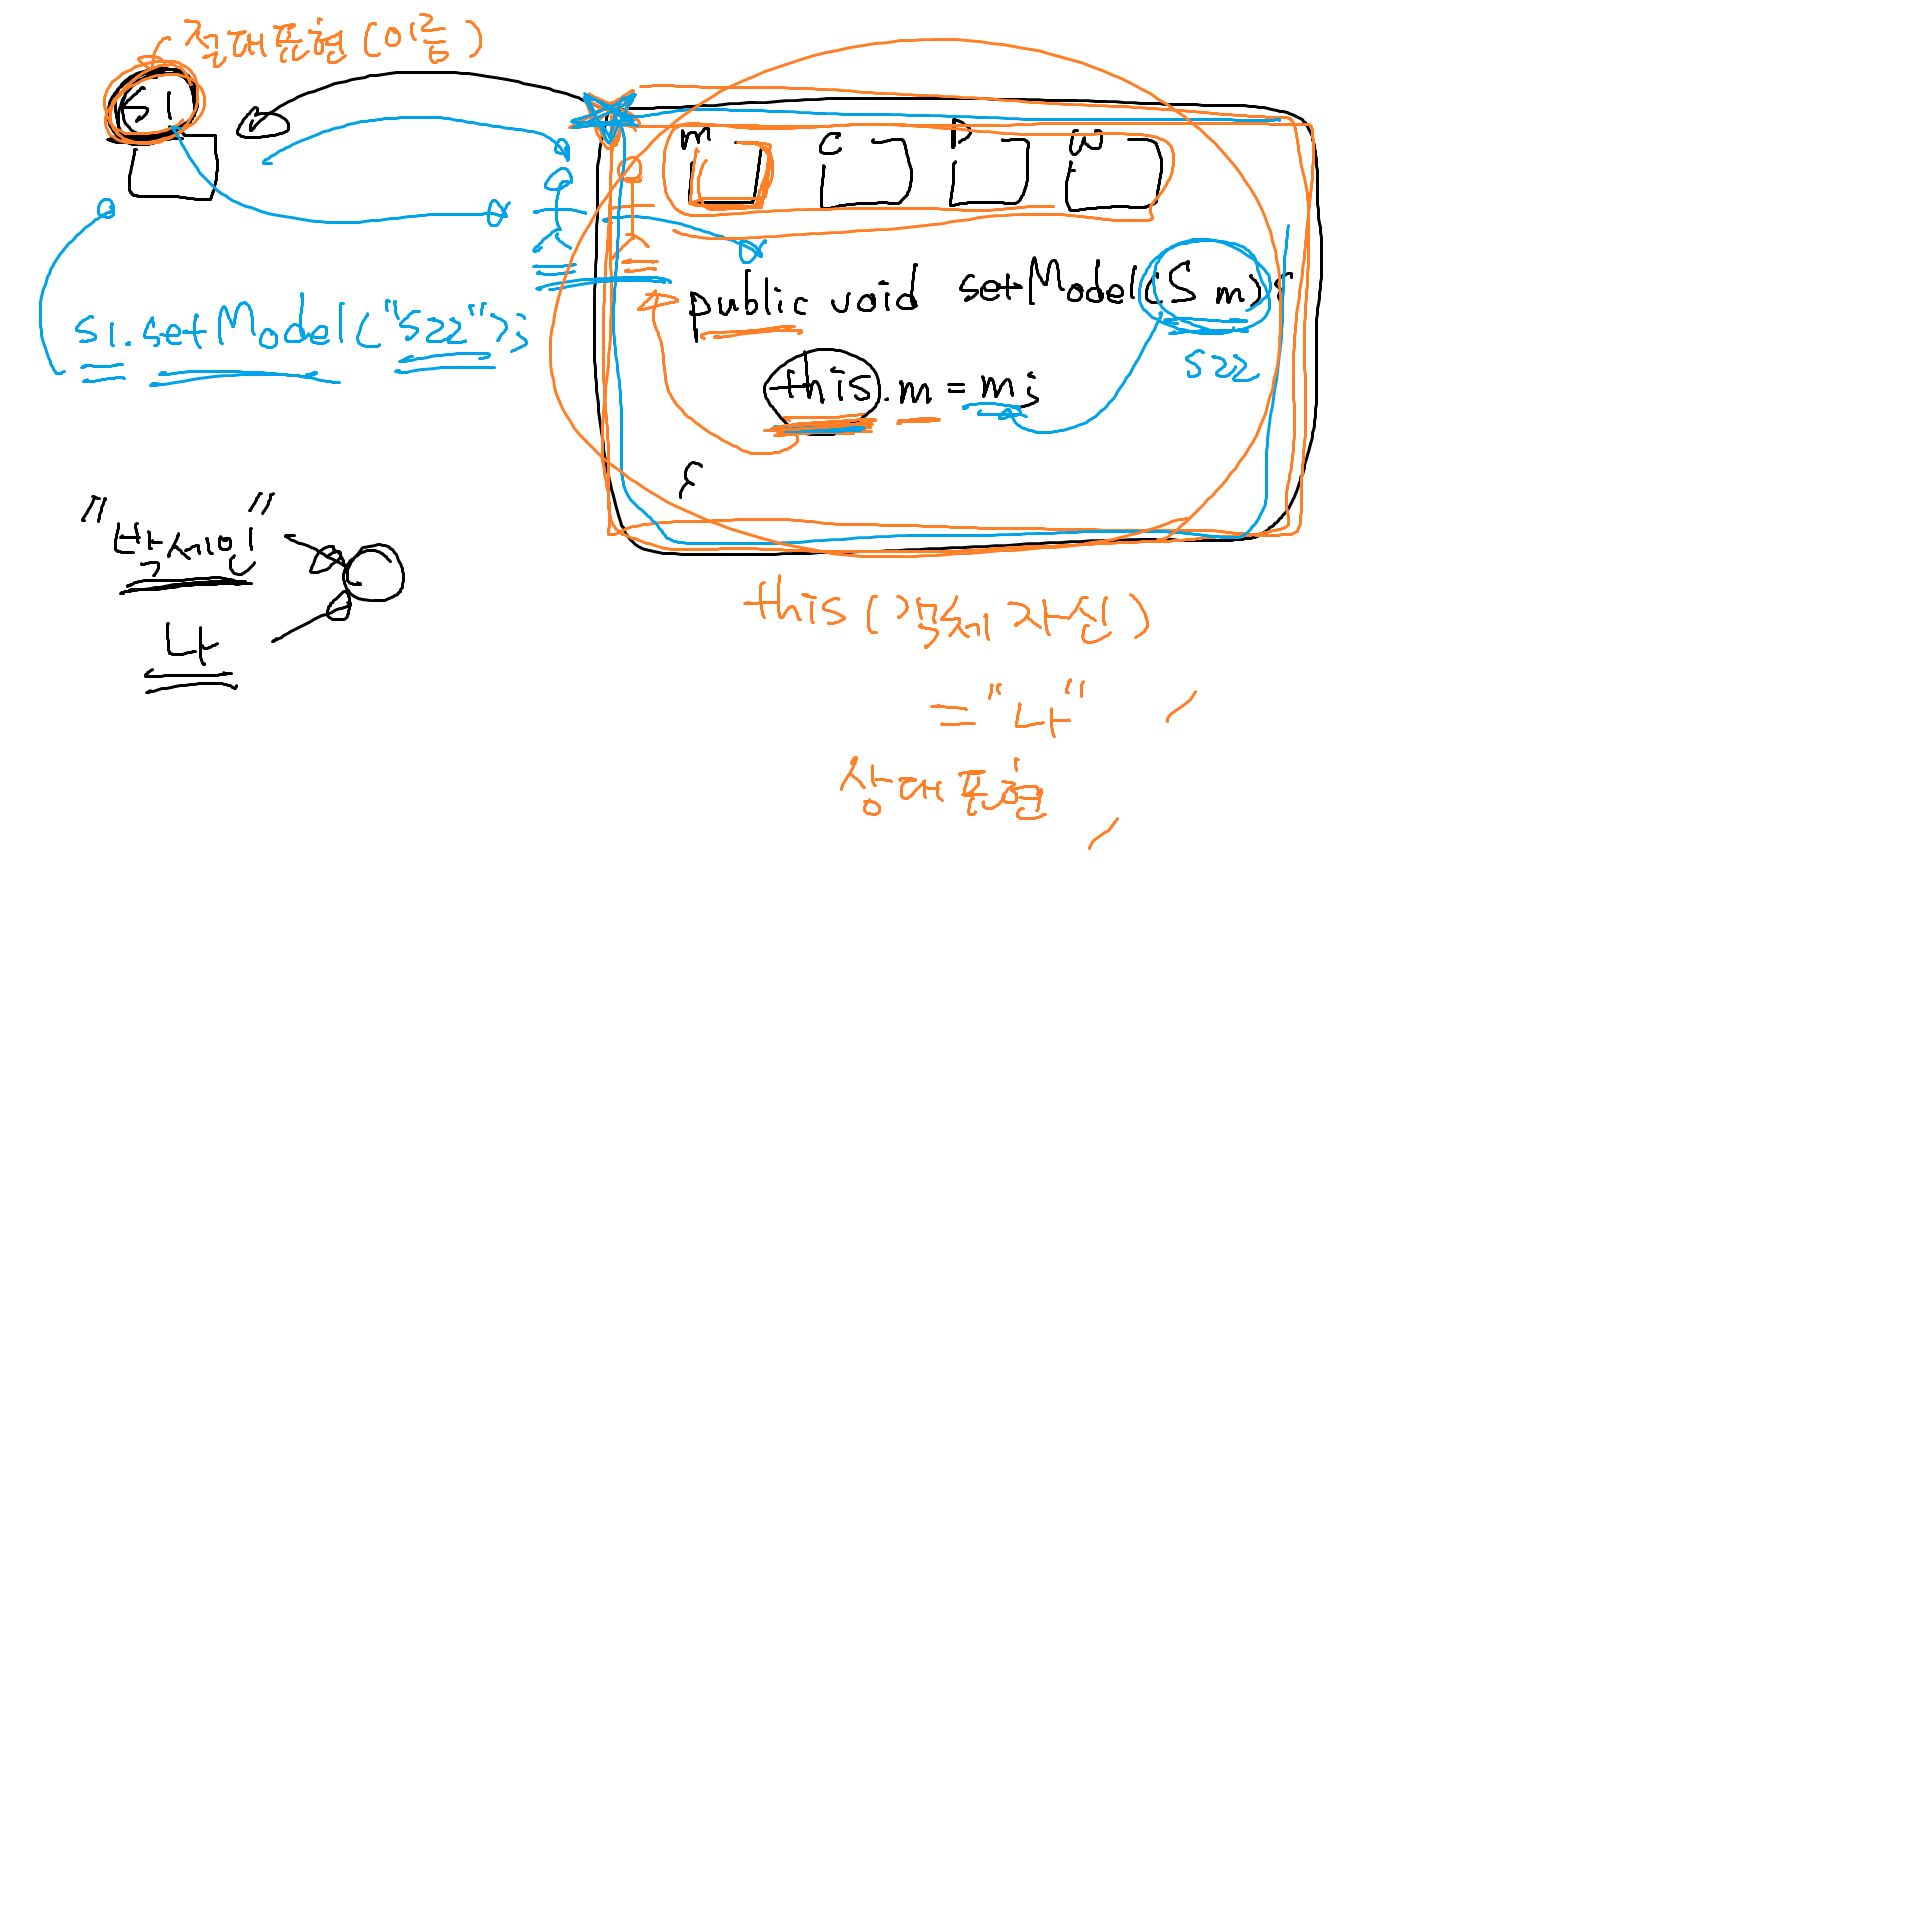 절대표현(이름)
s1
m c p w
public void setModel(S m){
s1.setModel("S22");
S22
this.m = m;
}
"박세인"
나
this(객체 자신)
="나"
상대표현